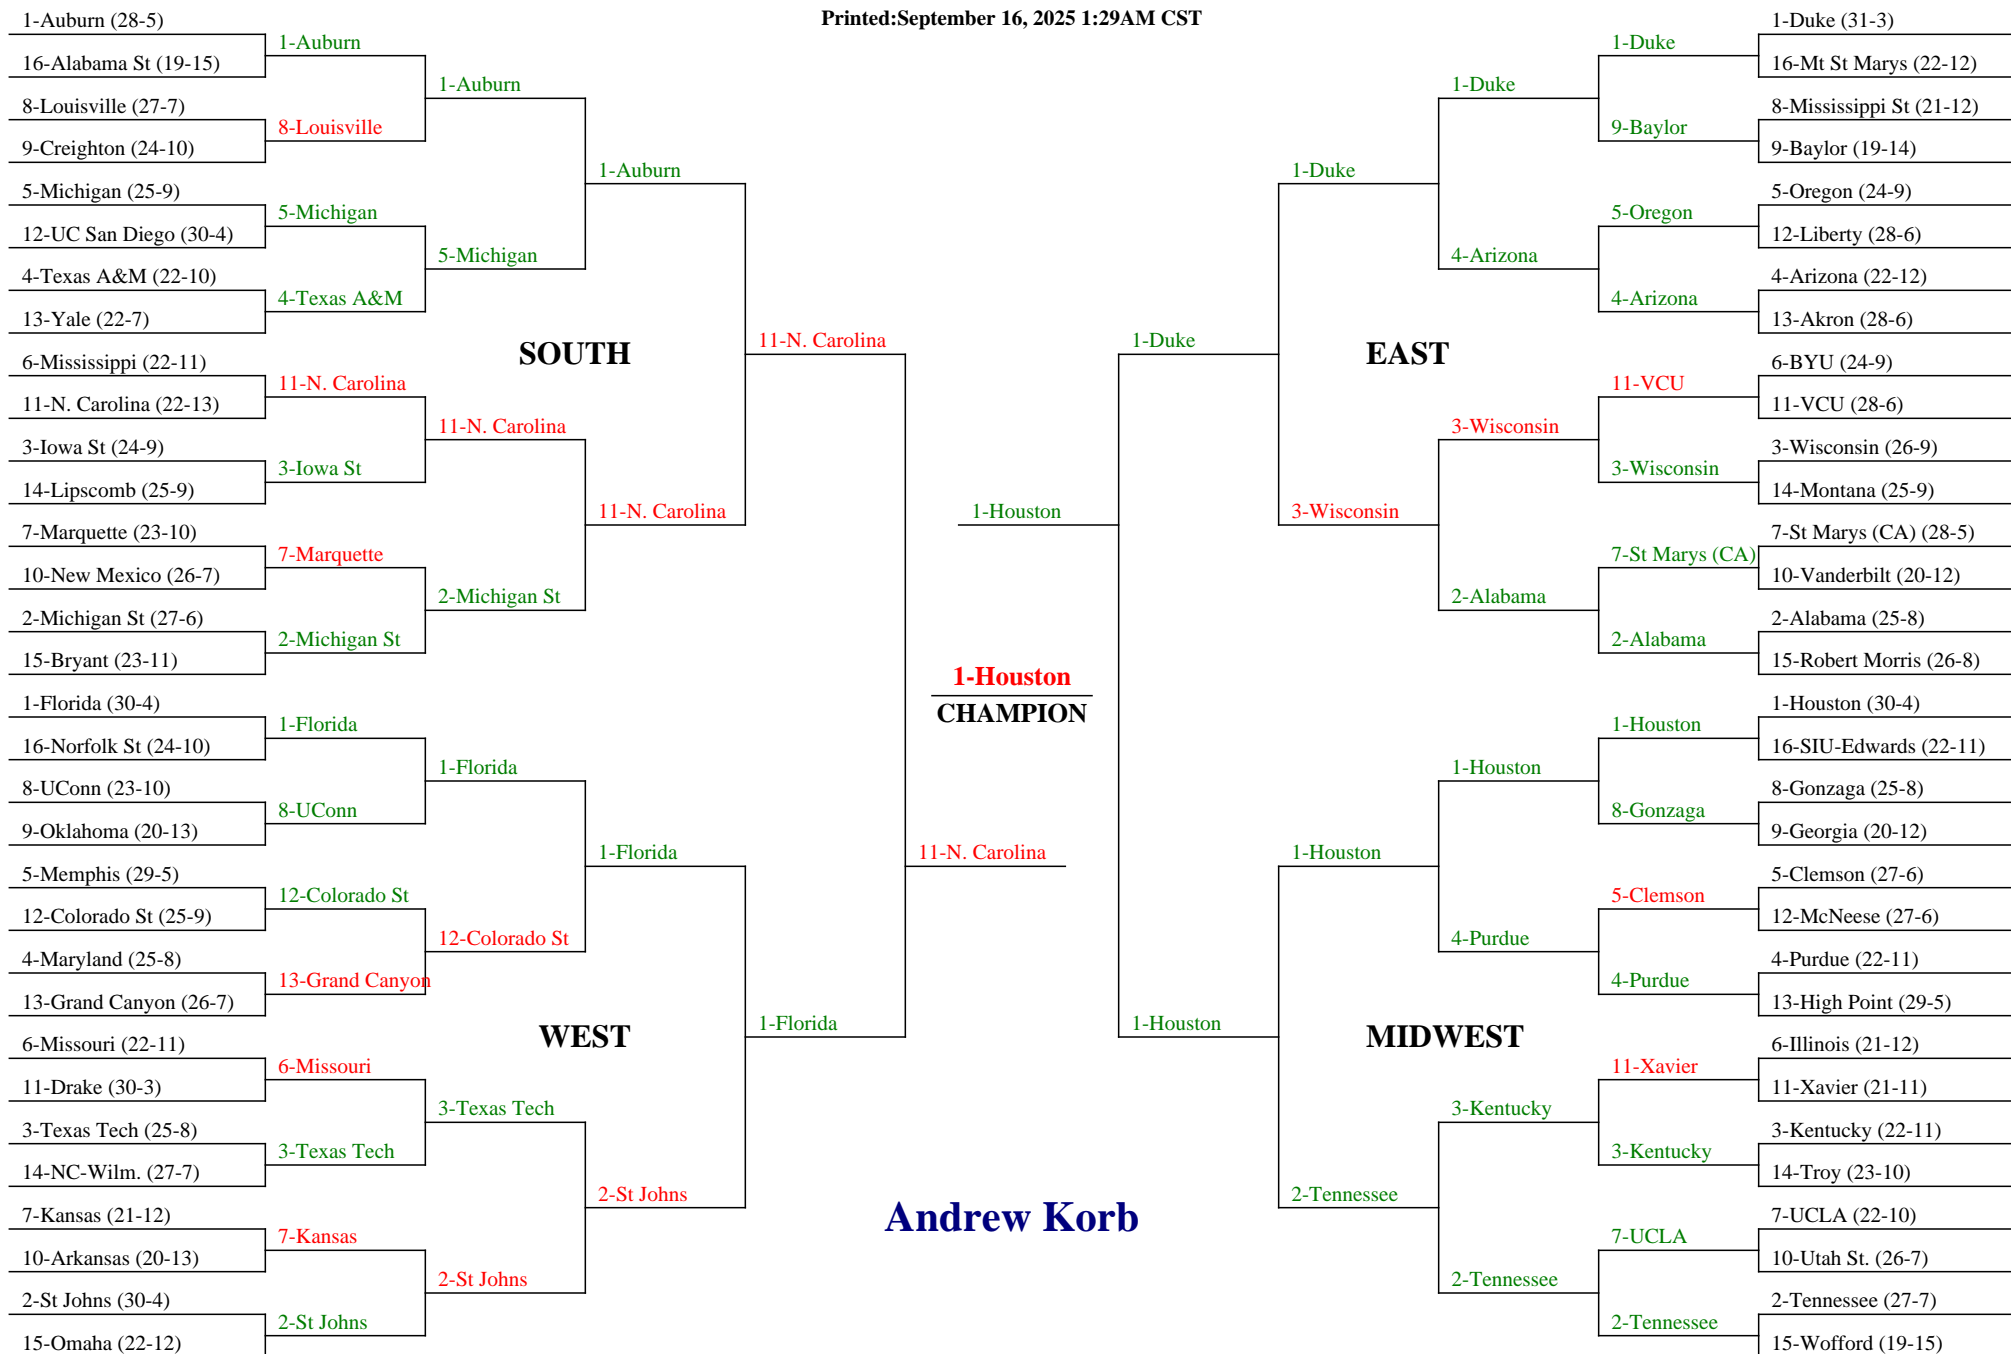 Printed:September 16, 2025 1:29AM CST
1-Auburn (28-5)
16-Alabama St (19-15)
8-Louisville (27-7)
9-Creighton (24-10)
5-Michigan (25-9)
12-UC San Diego (30-4)
4-Texas A&M (22-10)
13-Yale (22-7)
6-Mississippi (22-11)
11-N. Carolina (22-13)
3-Iowa St (24-9)
14-Lipscomb (25-9)
7-Marquette (23-10)
10-New Mexico (26-7)
2-Michigan St (27-6)
15-Bryant (23-11)
1-Florida (30-4)
16-Norfolk St (24-10)
8-UConn (23-10)
9-Oklahoma (20-13)
5-Memphis (29-5)
12-Colorado St (25-9)
4-Maryland (25-8)
13-Grand Canyon (26-7)
6-Missouri (22-11)
11-Drake (30-3)
3-Texas Tech (25-8)
14-NC-Wilm. (27-7)
7-Kansas (21-12)
10-Arkansas (20-13)
2-St Johns (30-4)
15-Omaha (22-12)
1-Auburn
8-Louisville
5-Michigan
4-Texas A&M
11-N. Carolina
3-Iowa St
7-Marquette
2-Michigan St
1-Florida
8-UConn
12-Colorado St
13-Grand Canyon
6-Missouri
3-Texas Tech
7-Kansas
2-St Johns
1-Auburn
5-Michigan
11-N. Carolina
2-Michigan St
1-Florida
12-Colorado St
3-Texas Tech
2-St Johns
1-Auburn
SOUTH
11-N. Carolina
1-Florida
WEST
2-St Johns
11-N. Carolina
1-Florida
11-N. Carolina
1-Houston
1-Houston
CHAMPION
Andrew Korb
1-Duke
1-Houston
1-Duke
EAST
3-Wisconsin
1-Houston
MIDWEST
2-Tennessee
1-Duke
4-Arizona
3-Wisconsin
2-Alabama
1-Houston
4-Purdue
3-Kentucky
2-Tennessee
1-Duke
9-Baylor
5-Oregon
4-Arizona
11-VCU
3-Wisconsin
7-St Marys (CA)
2-Alabama
1-Houston
8-Gonzaga
5-Clemson
4-Purdue
11-Xavier
3-Kentucky
7-UCLA
2-Tennessee
1-Duke (31-3)
16-Mt St Marys (22-12)
8-Mississippi St (21-12)
9-Baylor (19-14)
5-Oregon (24-9)
12-Liberty (28-6)
4-Arizona (22-12)
13-Akron (28-6)
6-BYU (24-9)
11-VCU (28-6)
3-Wisconsin (26-9)
14-Montana (25-9)
7-St Marys (CA) (28-5)
10-Vanderbilt (20-12)
2-Alabama (25-8)
15-Robert Morris (26-8)
1-Houston (30-4)
16-SIU-Edwards (22-11)
8-Gonzaga (25-8)
9-Georgia (20-12)
5-Clemson (27-6)
12-McNeese (27-6)
4-Purdue (22-11)
13-High Point (29-5)
6-Illinois (21-12)
11-Xavier (21-11)
3-Kentucky (22-11)
14-Troy (23-10)
7-UCLA (22-10)
10-Utah St. (26-7)
2-Tennessee (27-7)
15-Wofford (19-15)